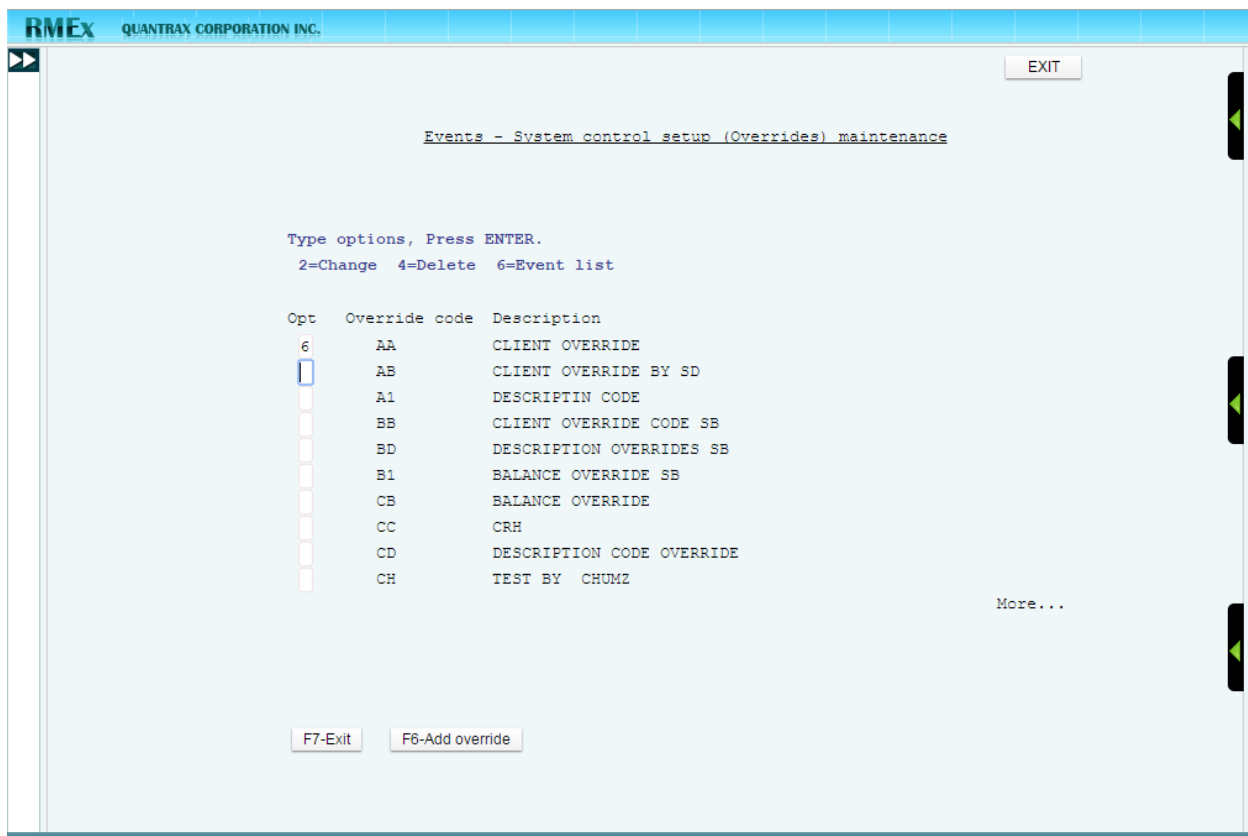 RMEx QUANTRAX CORPORATION INC.
EXIT
Events - System control setup (Overrides) maintenance
Type options, Press ENTER.
2=Change 4=Delete 6=Event list
Opt Override code Description
6 AA CLIENT OVERRIDE
AB CLIENT OVERRIDE BY SD
A1 DESCRIPTIN CODE
BB CLIENT OVERRIDE CODE SB
BD DESCRIPTION OVERRIDES SB
B1 BALANCE OVERRIDE SB
CB BALANCE OVERRIDE
CC CRH
CD DESCRIPTION CODE OVERRIDE
CH TEST BY CHUMZ
More...
F7-Exit F6-Add override